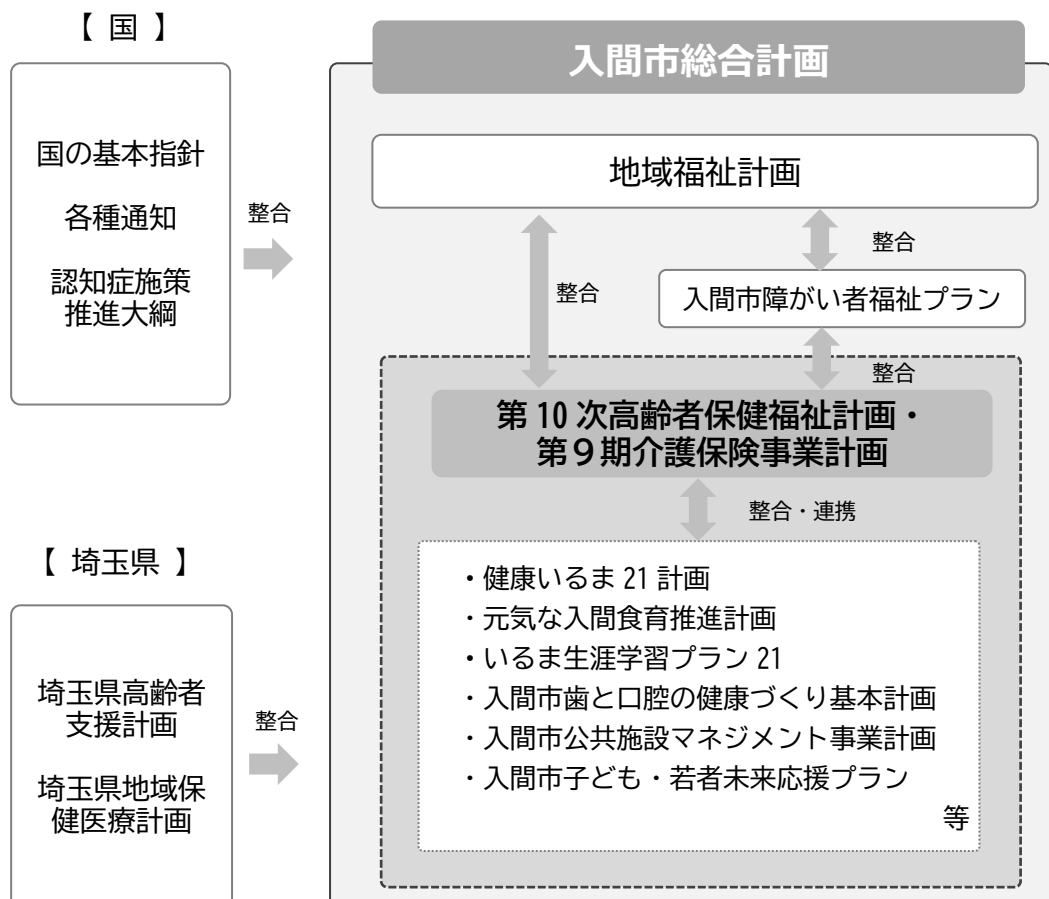 【 国 】
国の基本指針
各種通知
認知症施策
推進大綱
整合
【 埼玉県 】
埼玉県高齢者
支援計画
埼玉県地域保
健医療計画
整合
入間市総合計画
地域福祉計画
整合
整合
入間市障がい者福祉プラン
整合
第 10 次高齢者保健福祉計画・
第９期介護保険事業計画
整合・連携
・健康いるま 21 計画
・元気な入間食育推進計画
・いるま生涯学習プラン 21
・入間市歯と口腔の健康づくり基本計画
・入間市公共施設マネジメント事業計画
・入間市子ども・若者未来応援プラン
等